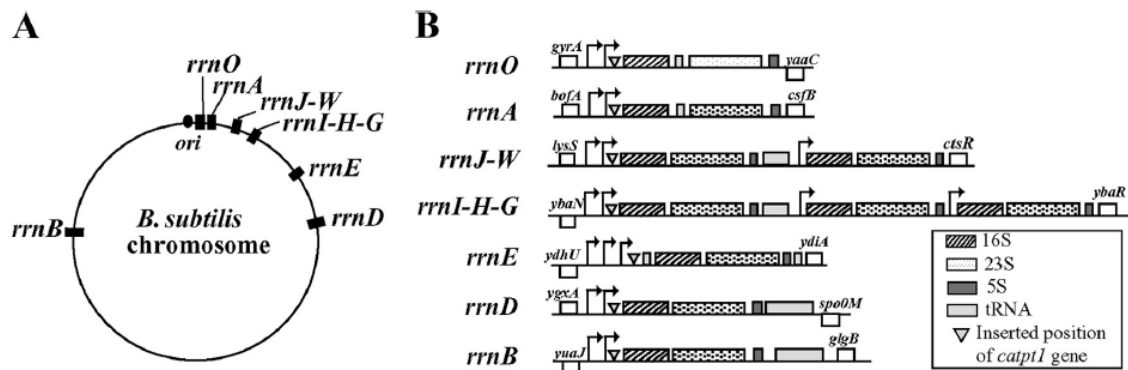 A
rrnO
rrnA
rrnJ-W
rrnI-H-G
ori
rrnE
rrnB
rrnD
B. subtilis
chromosome
B
rrnO
gyrA
yaaC
rrnA
bofA
csfB
rrnJ-W
lysS
ctsR
rrnI-H-G
ybaN
ybaR
rrnE
ydhU
ydiA
rrnD
ygxA
spo0M
rrnB
yuaJ
glgB
16S
23S
5S
tRNA
Inserted position
of catpt1 gene